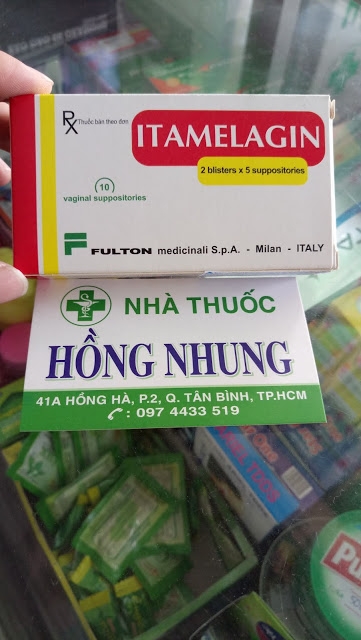 Rx Thuốc bán theo đơn
ITAMELAGIN
2 blisters x 5 suppositories
10
vaginal suppositories
FULTON medicinali S.p.A. - Milan - ITALY
NHÀ THUỐC
HỒNG NHUNG
41A HỒNG HÀ, P.2, Q. TÂN BÌNH, TP.HCM
: 097 4433 519